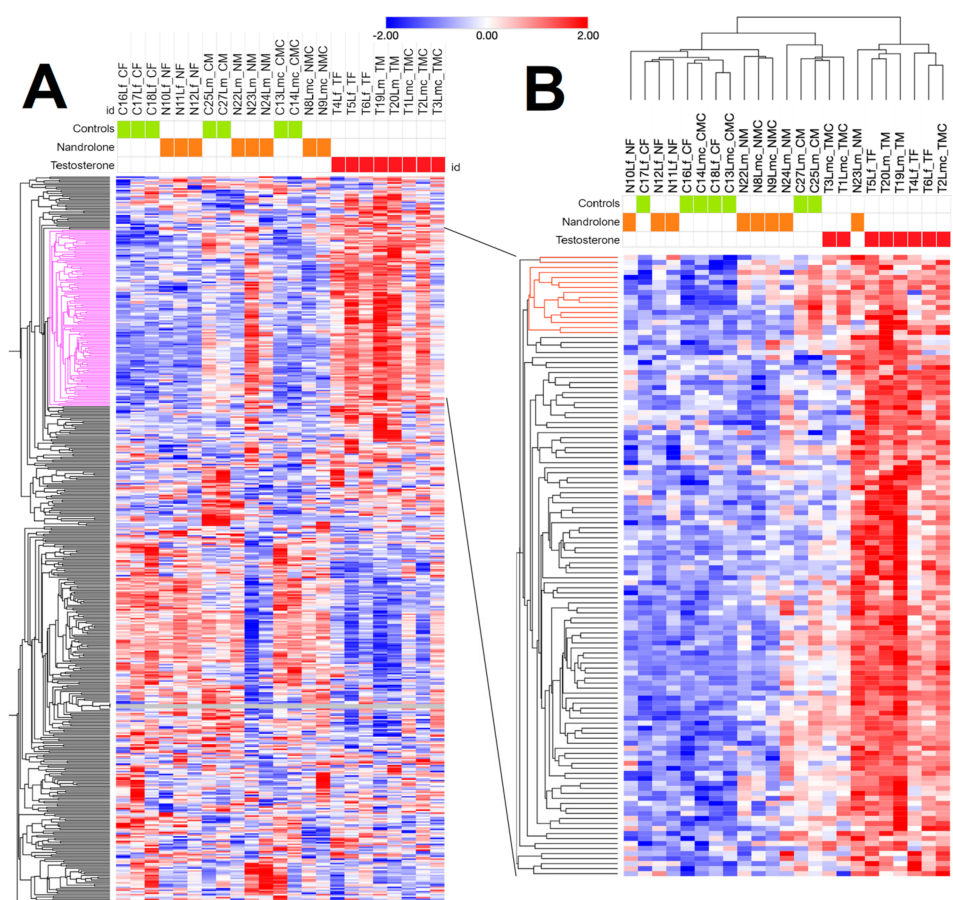 -2.00 0.00 2.00
A
B
id
C16Lf_CF
C17Lf_CF
C18Lf_CF
N10Lf_NF
N11Lf_NF
N12Lf_NF
C25Lm_CM
C27Lm_CM
N22Lm_NM
N23Lm_NM
N24Lm_NM
C13Lmc_CMC
C14Lmc_CMC
N8Lmc_NMC
N9Lmc_NMC
T4Lf_TF
T5Lf_TF
T6Lf_TF
T19Lm_TM
T20Lm_TM
T1Lmc_TMC
T2Lmc_TMC
T3Lmc_TMC
Controls
Nandrolone
Testosterone
id
N10Lf_NF
C17Lf_CF
N12Lf_NF
N11Lf_NF
C16Lf_CF
C14Lmc_CMC
C18Lf_CF
C13Lmc_CMC
N22Lm_NM
N8Lmc_NMC
N9Lmc_NMC
N24Lm_NM
C27Lm_CM
C25Lm_CM
T3Lmc_TMC
T1Lmc_TMC
N23Lm_NM
T5Lf_TF
T20Lm_TM
T19Lm_TM
T4Lf_TF
T6Lf_TF
T2Lmc_TMC
Controls
Nandrolone
Testosterone